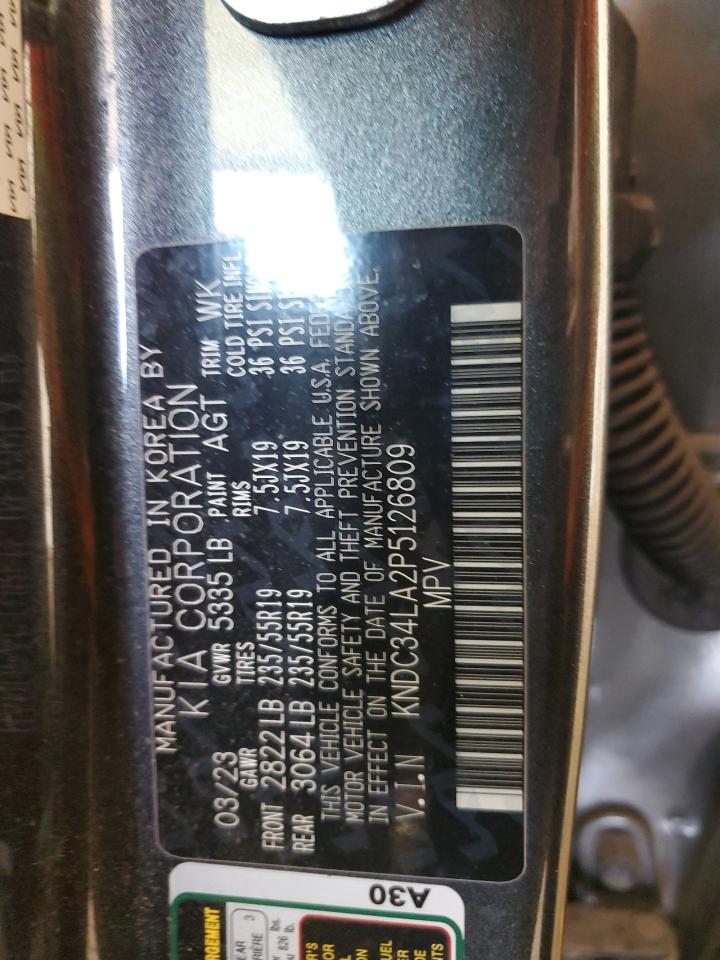 MANUFACTURED IN KOREA BY
KIA CORPORATION
03/23 GVWR 5335 LB PAINT AGT TRIM WK
GAWR TIRES RIMS COLD TIRE INFL
FRONT 2822 LB 235/55R19 7.5JX19 36 PSI
REAR 3064 LB 235/55R19 7.5JX19 36 PSI
THIS VEHICLE CONFORMS TO ALL APPLICABLE U.S.A.
MOTOR VEHICLE SAFETY AND THEFT PREVENTION
IN EFFECT ON THE DATE OF MANUFACTURE SHOWN ABOVE.
V.I.N KNDC34LA2P5126809
MPV
A30
3
826 lb.